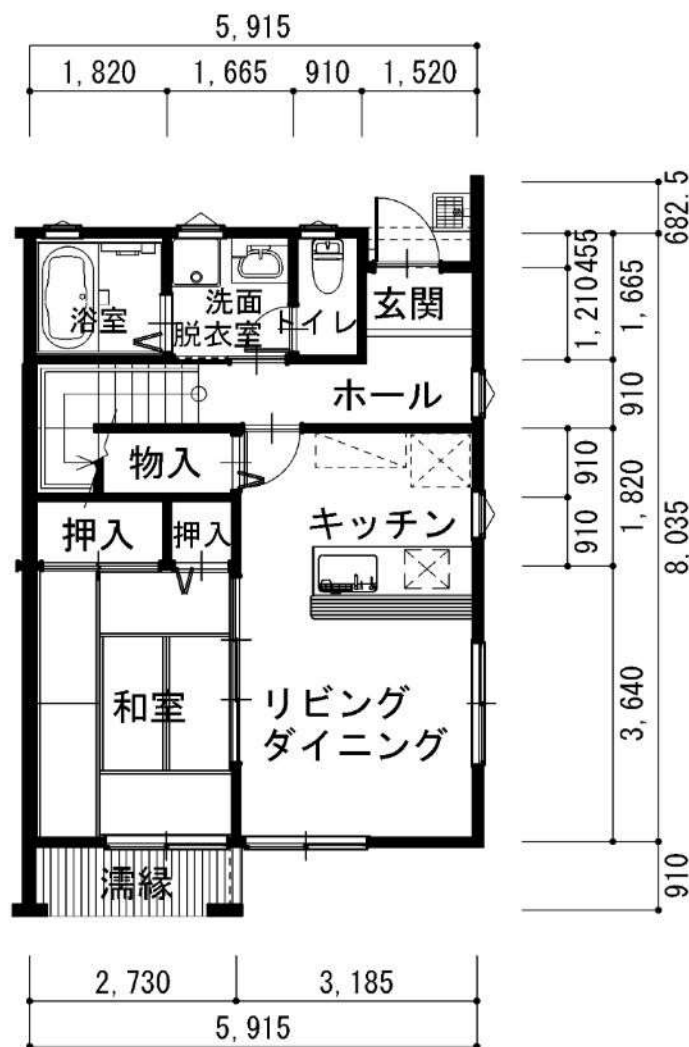 5,915
1,820 1,665 910 1,520
682.5
455
1,210
1,665
浴室
洗面
脱衣室
トイレ
玄関
ホール
910
物入
910
1,820
キッチン
押入
押入
910
8,035
和室
リビング
ダイニング
3,640
濡縁
910
2,730 3,185
5,915